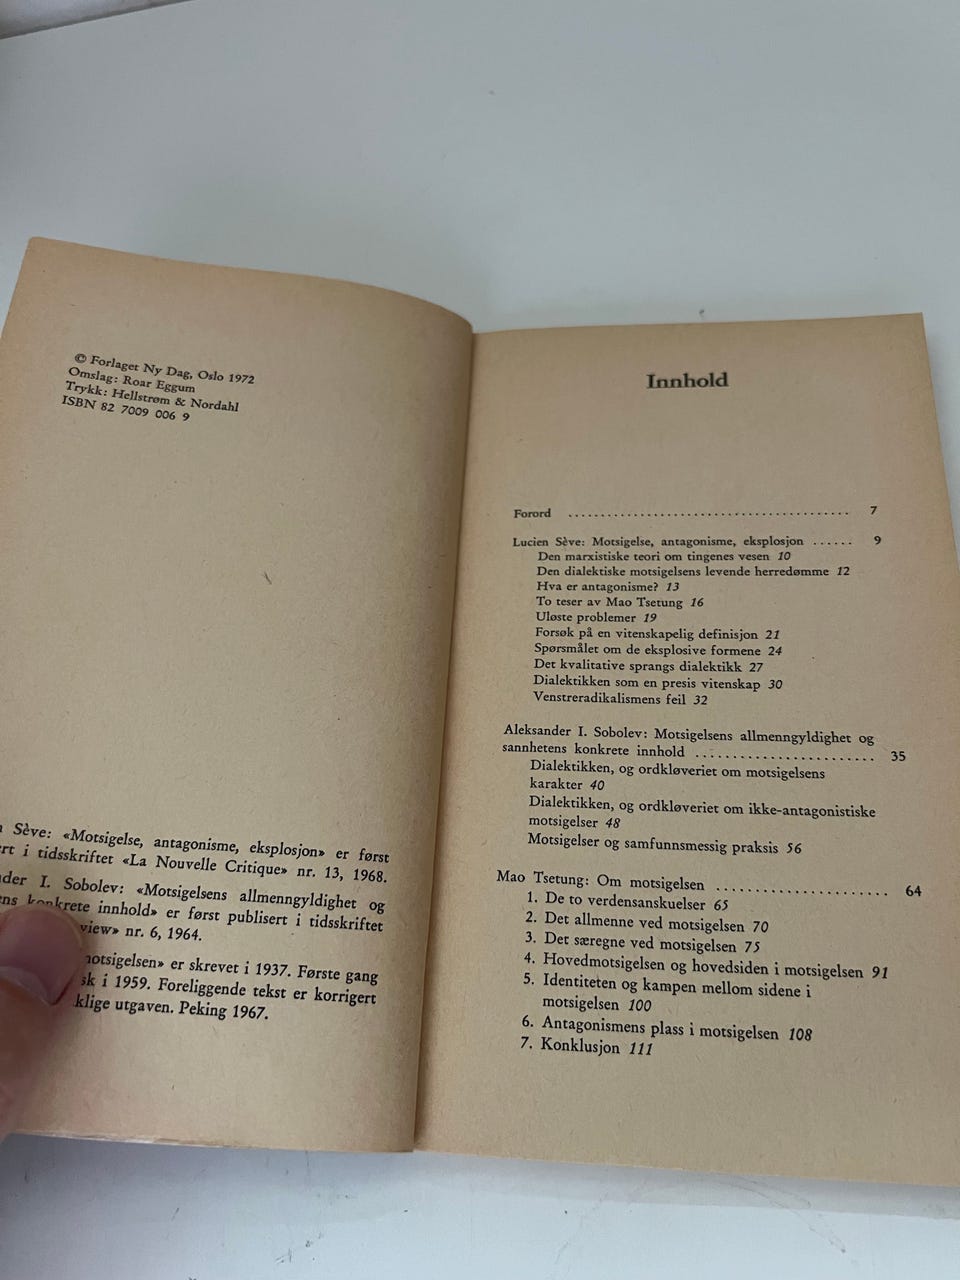 © Forlaget Ny Dag, Oslo 1972
Omslag: Roar Eggum
Trykk: Hellstrøm & Nordahl
ISBN 82 7009 006 9
Sève: «Motsigelse, antagonisme, eksplosjon» er først
i tidsskriftet «La Nouvelle Critique» nr. 13, 1968.
I. Sobolev: «Motsigelsens allmenngyldighet og
konkrete innhold» er først publisert i tidsskriftet
nr. 6, 1964.
er skrevet i 1937. Første gang
i 1959. Foreliggende tekst er korrigert
utgaven. Peking 1967.
Innhold
Forord ........................................ 7
Lucien Sève: Motsigelse, antagonisme, eksplosjon ...... 9
Den marxistiske teori om tingenes vesen 10
Den dialektiske motsigelsens levende herredømme 12
Hva er antagonisme? 13
To teser av Mao Tsetung 16
Uløste problemer 19
Forsøk på en vitenskapelig definisjon 21
Spørsmålet om de eksplosive formene 24
Det kvalitative sprangs dialektikk 27
Dialektikken som en presis vitenskap 30
Venstreradikalismens feil 32
Aleksander I. Sobolev: Motsigelsens allmenngyldighet og
sannhetens konkrete innhold ........................ 35
Dialektikken, og ordkløveriet om motsigelsens
karakter 40
Dialektikken, og ordkløveriet om ikke-antagonistiske
motsigelser 48
Motsigelser og samfunnsmessig praksis 56
Mao Tsetung: Om motsigelsen ...................... 64
1. De to verdensanskuelser 65
2. Det allmenne ved motsigelsen 70
3. Det særegne ved motsigelsen 75
4. Hovedmotsigelsen og hovedsiden i motsigelsen 91
5. Identiteten og kampen mellom sidene i
motsigelsen 100
6. Antagonismens plass i motsigelsen 108
7. Konklusjon 111